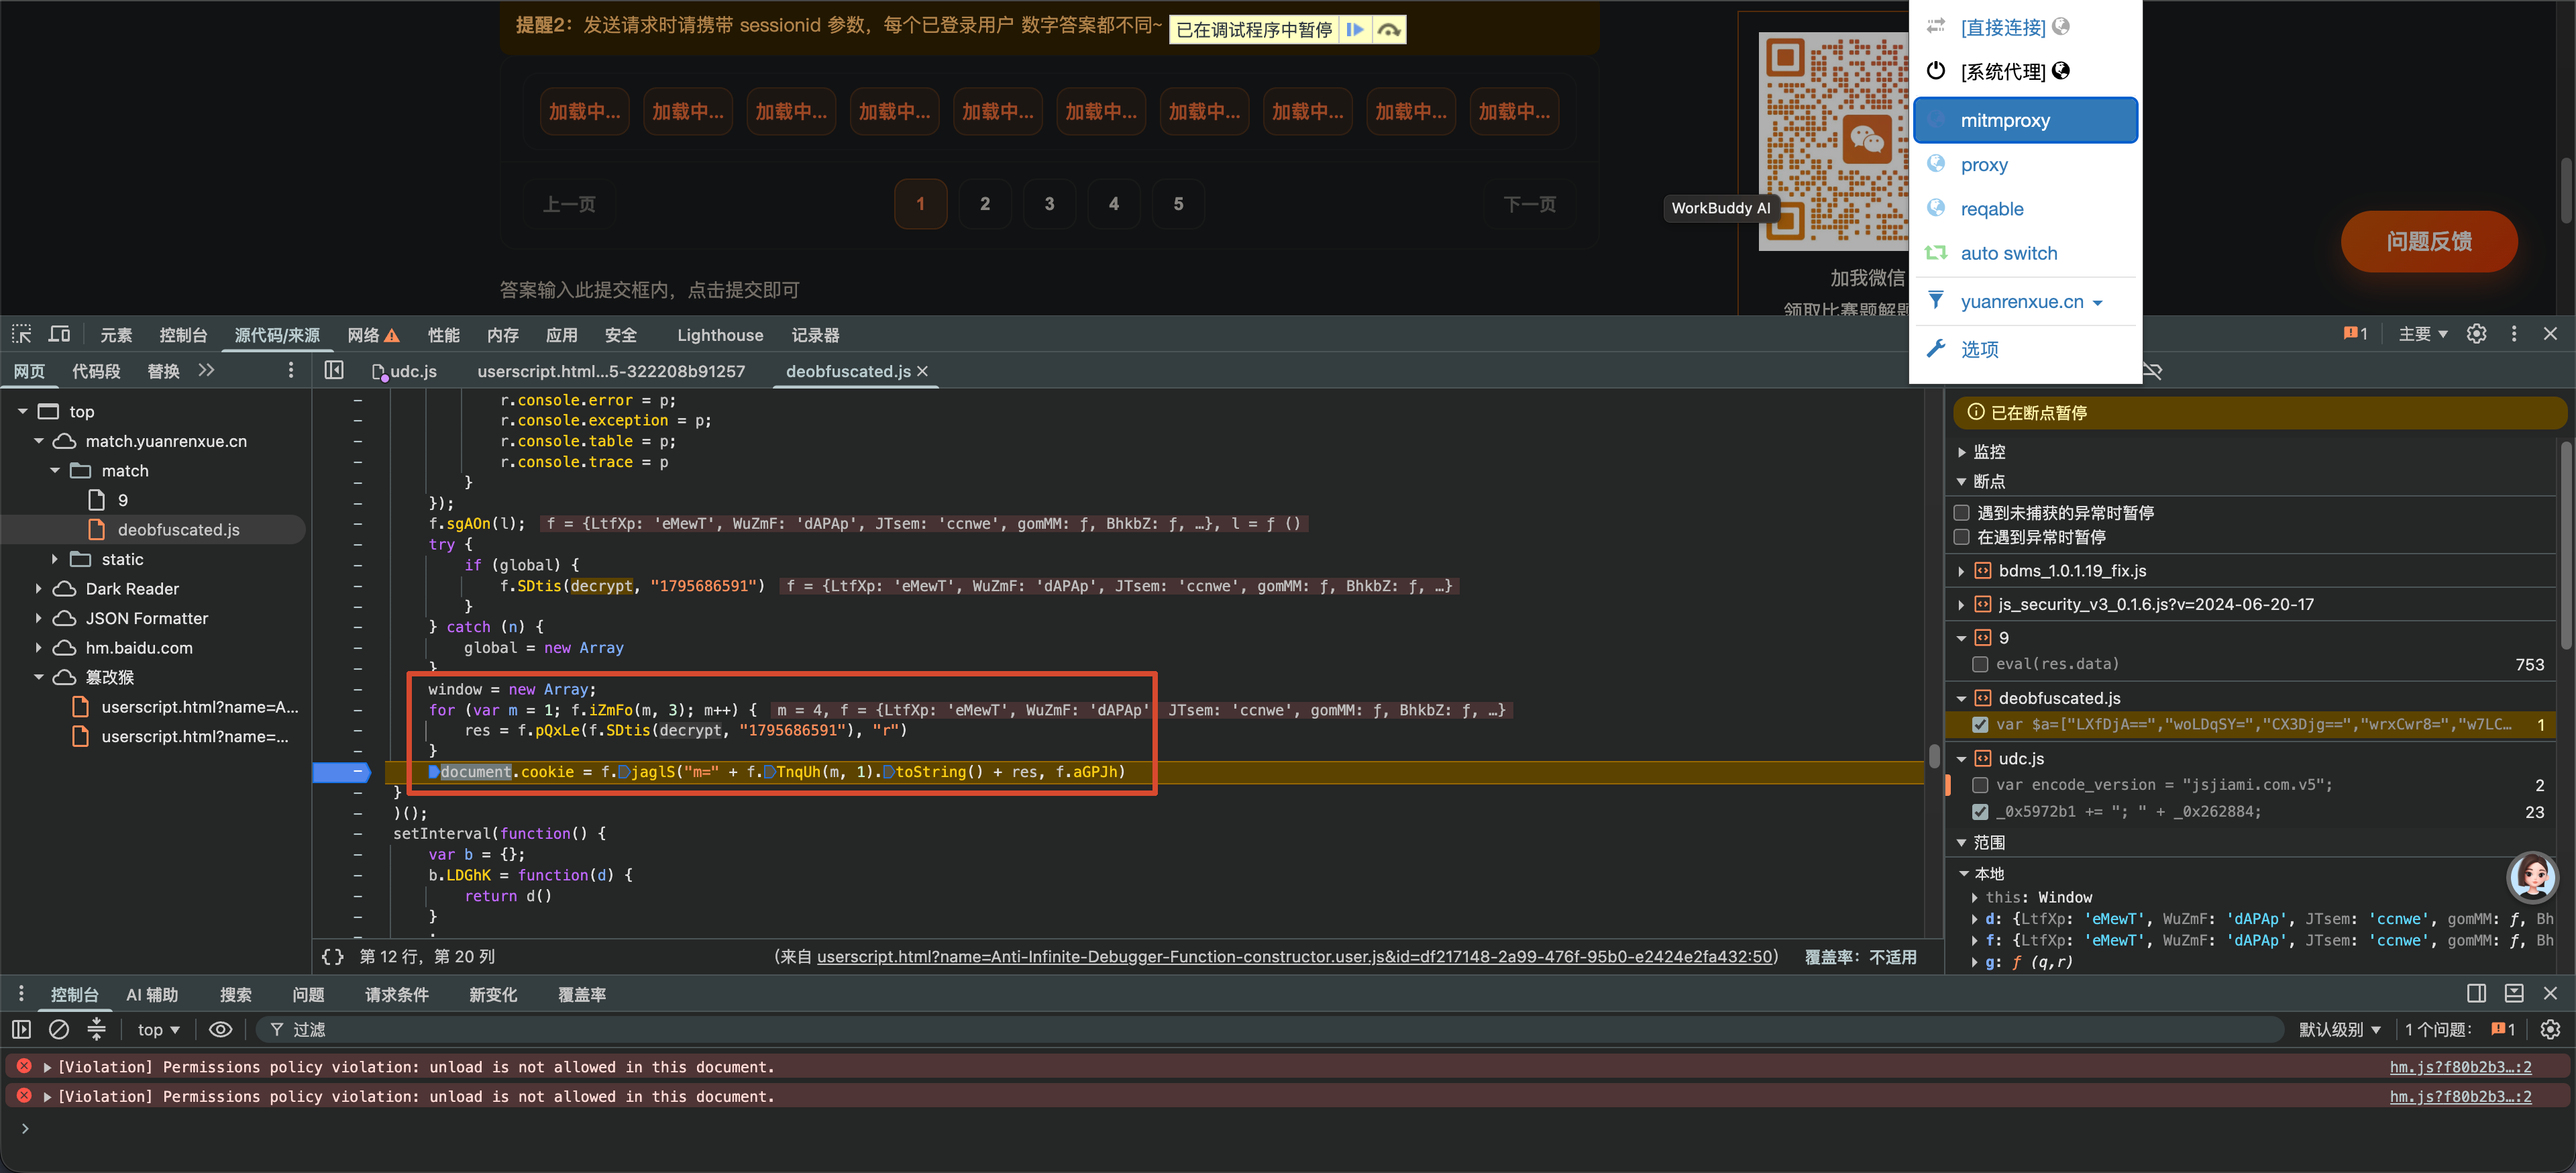 提醒2：发送请求时请携带 sessionid 参数，每个已登录用户 数字答案都不同~
已在调试程序中暂停
加载中... 加载中... 加载中... 加载中... 加载中... 加载中... 加载中... 加载中... 加载中... 加载中...
上一页 1 2 3 4 5 下一页
答案输入此提交框内，点击提交即可
WorkBuddy AI
加我微信
领取比赛题解题
问题反馈
[直接连接]
[系统代理]
mitmproxy
proxy
reqable
auto switch
yuanrenxue.cn
选项
元素 控制台 源代码/来源 网络 性能 内存 应用 安全 Lighthouse 记录器
1 主要
网页 代码段 替换
udc.js userscript.html...5-322208b91257 deobfuscated.js
top
match.yuanrenxue.cn
match
9
deobfuscated.js
static
Dark Reader
JSON Formatter
hm.baidu.com
篡改猴
userscript.html?name=A...
userscript.html?name=...
r.console.error = p;
r.console.exception = p;
r.console.table = p;
r.console.trace = p
}
});
f.sgAOn(l); f = {LtfXp: 'eMewT', WuZmF: 'dAPAp', JTsem: 'ccnwe', gomMM: ƒ, BhkbZ: ƒ, …}, l = ƒ ()
try {
if (global) {
f.SDtis(decrypt, "1795686591") f = {LtfXp: 'eMewT', WuZmF: 'dAPAp', JTsem: 'ccnwe', gomMM: ƒ, BhkbZ: ƒ, …}
}
} catch (n) {
global = new Array
}
window = new Array;
for (var m = 1; f.iZmFo(m, 3); m++) { m = 4, f = {LtfXp: 'eMewT', WuZmF: 'dAPAp', JTsem: 'ccnwe', gomMM: ƒ, BhkbZ: ƒ, …}
res = f.pQxLe(f.SDtis(decrypt, "1795686591"), "r")
}
document.cookie = f.jaglS("m=" + f.TnqUh(m, 1).toString() + res, f.aGPJh)
}
)();
setInterval(function() {
var b = {};
b.LDGhK = function(d) {
return d()
}
{} 第 12 行，第 20 列
(来自 userscript.html?name=Anti-Infinite-Debugger-Function-constructor.user.js&id=df217148-2a99-476f-95b0-e2424e2fa432:50) 覆盖率：不适用
已在断点暂停
监控
断点
遇到未捕获的异常时暂停
在遇到异常时暂停
bdms_1.0.1.19_fix.js
js_security_v3_0.1.6.js?v=2024-06-20-17
9
eval(res.data) 753
deobfuscated.js
var $a=["LXfDjA==","woLDqSY=","CX3Djg==","wrxCwr8=","w7LC… 1
udc.js
var encode_version = "jsjiami.com.v5"; 2
_0x5972b1 += "; " + _0x262884; 23
范围
本地
this: Window
d: {LtfXp: 'eMewT', WuZmF: 'dAPAp', JTsem: 'ccnwe', gomMM: ƒ, Bh
f: {LtfXp: 'eMewT', WuZmF: 'dAPAp', JTsem: 'ccnwe', gomMM: ƒ, Bh
g: ƒ (q,r)
控制台 AI 辅助 搜索 问题 请求条件 新变化 覆盖率
top 过滤 默认级别 1 个问题： 1
[Violation] Permissions policy violation: unload is not allowed in this document. hm.js?f80b2b3…:2
[Violation] Permissions policy violation: unload is not allowed in this document. hm.js?f80b2b3…:2